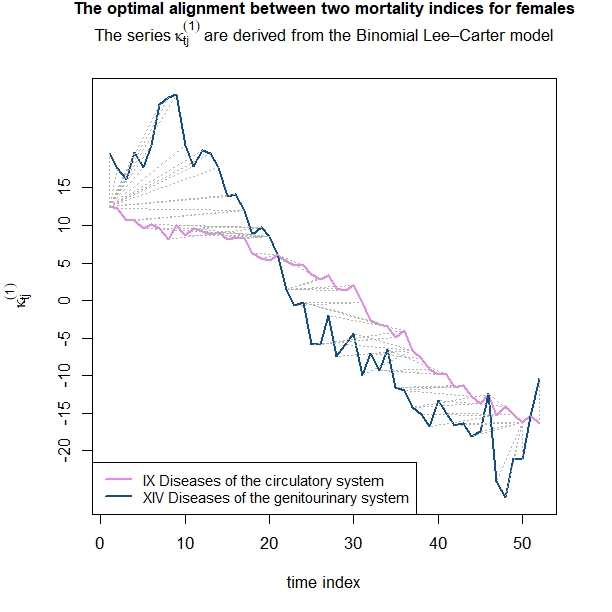 The optimal alignment between two mortality indices for females
The series κtj(1) are derived from the Binomial Lee–Carter model
κtj(1)
15
10
5
0
-5
-10
-15
-20
IX Diseases of the circulatory system
XIV Diseases of the genitourinary system
0 10 20 30 40 50
time index